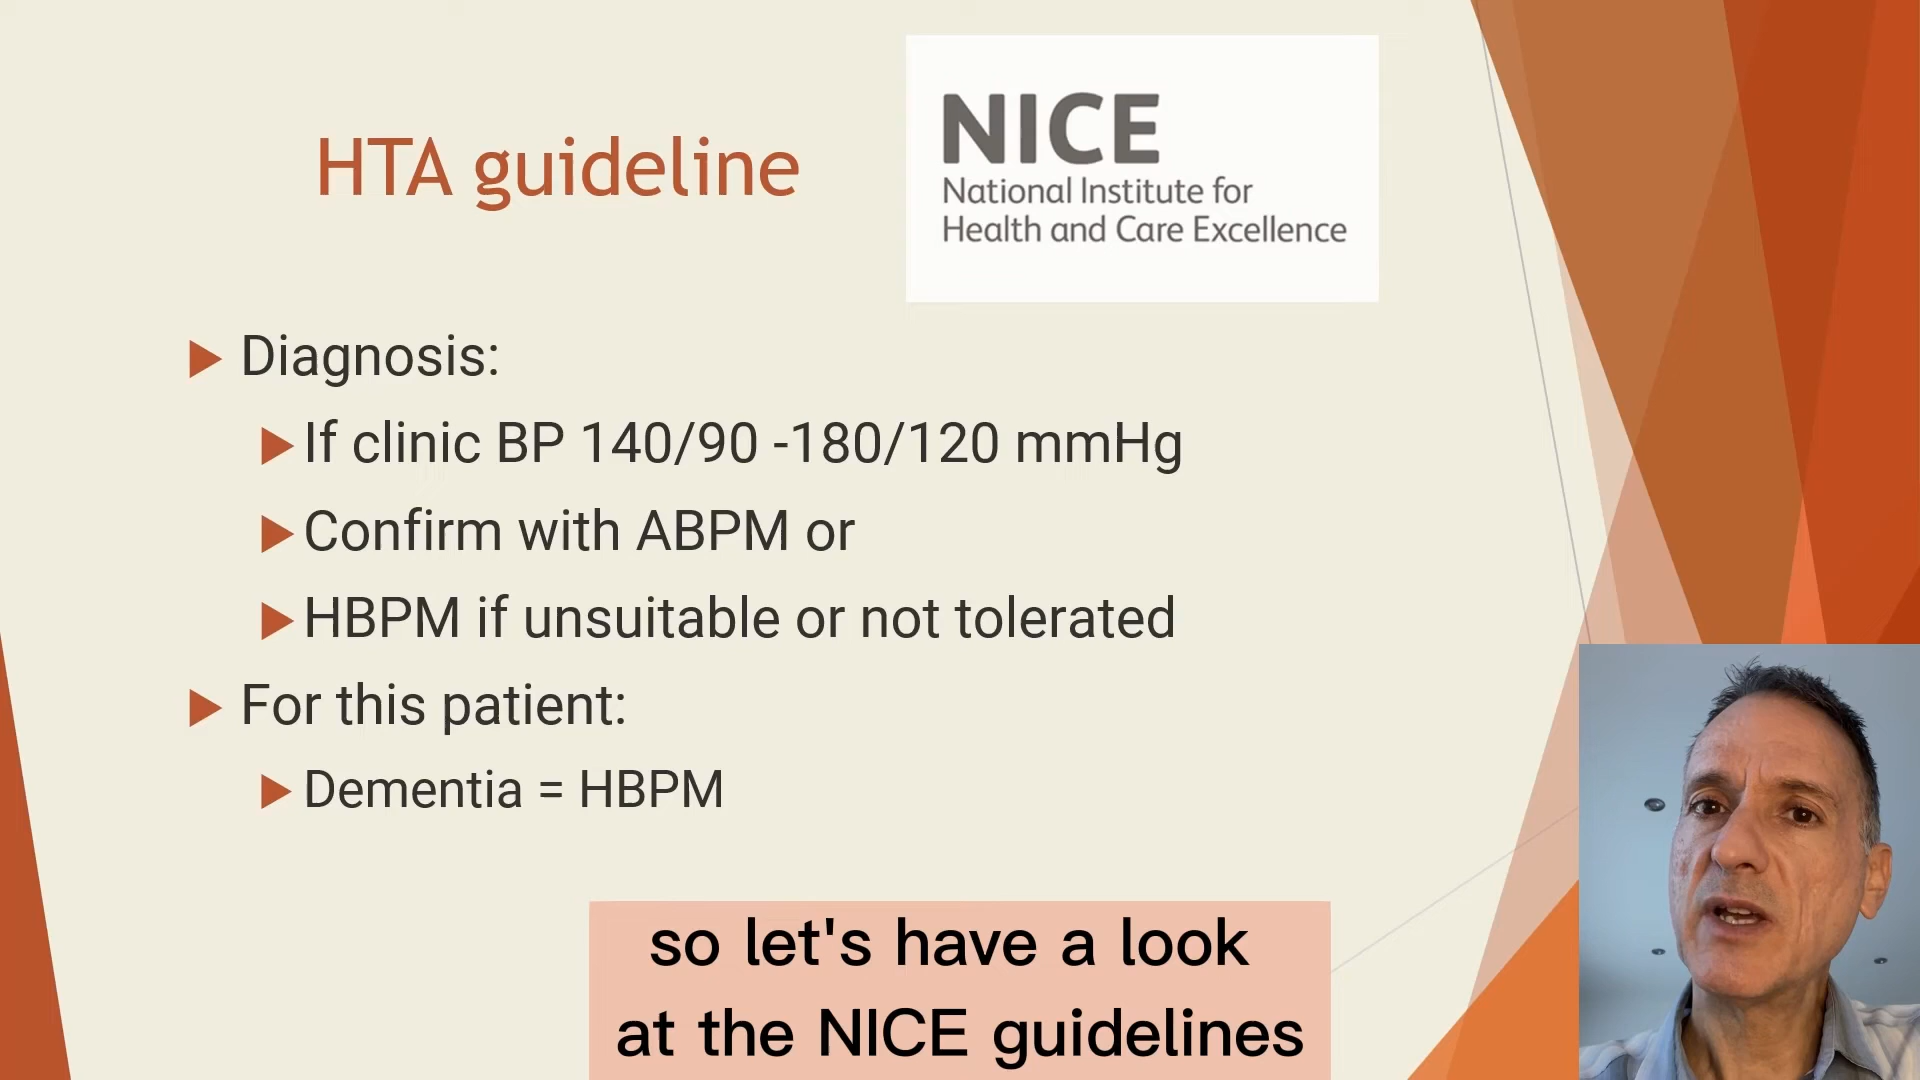 HTA guideline
NICE
National Institute for
Health and Care Excellence
Diagnosis:
If clinic BP 140/90 -180/120 mmHg
Confirm with ABPM or
HBPM if unsuitable or not tolerated
For this patient:
Dementia = HBPM
so let's have a look
at the NICE guidelines